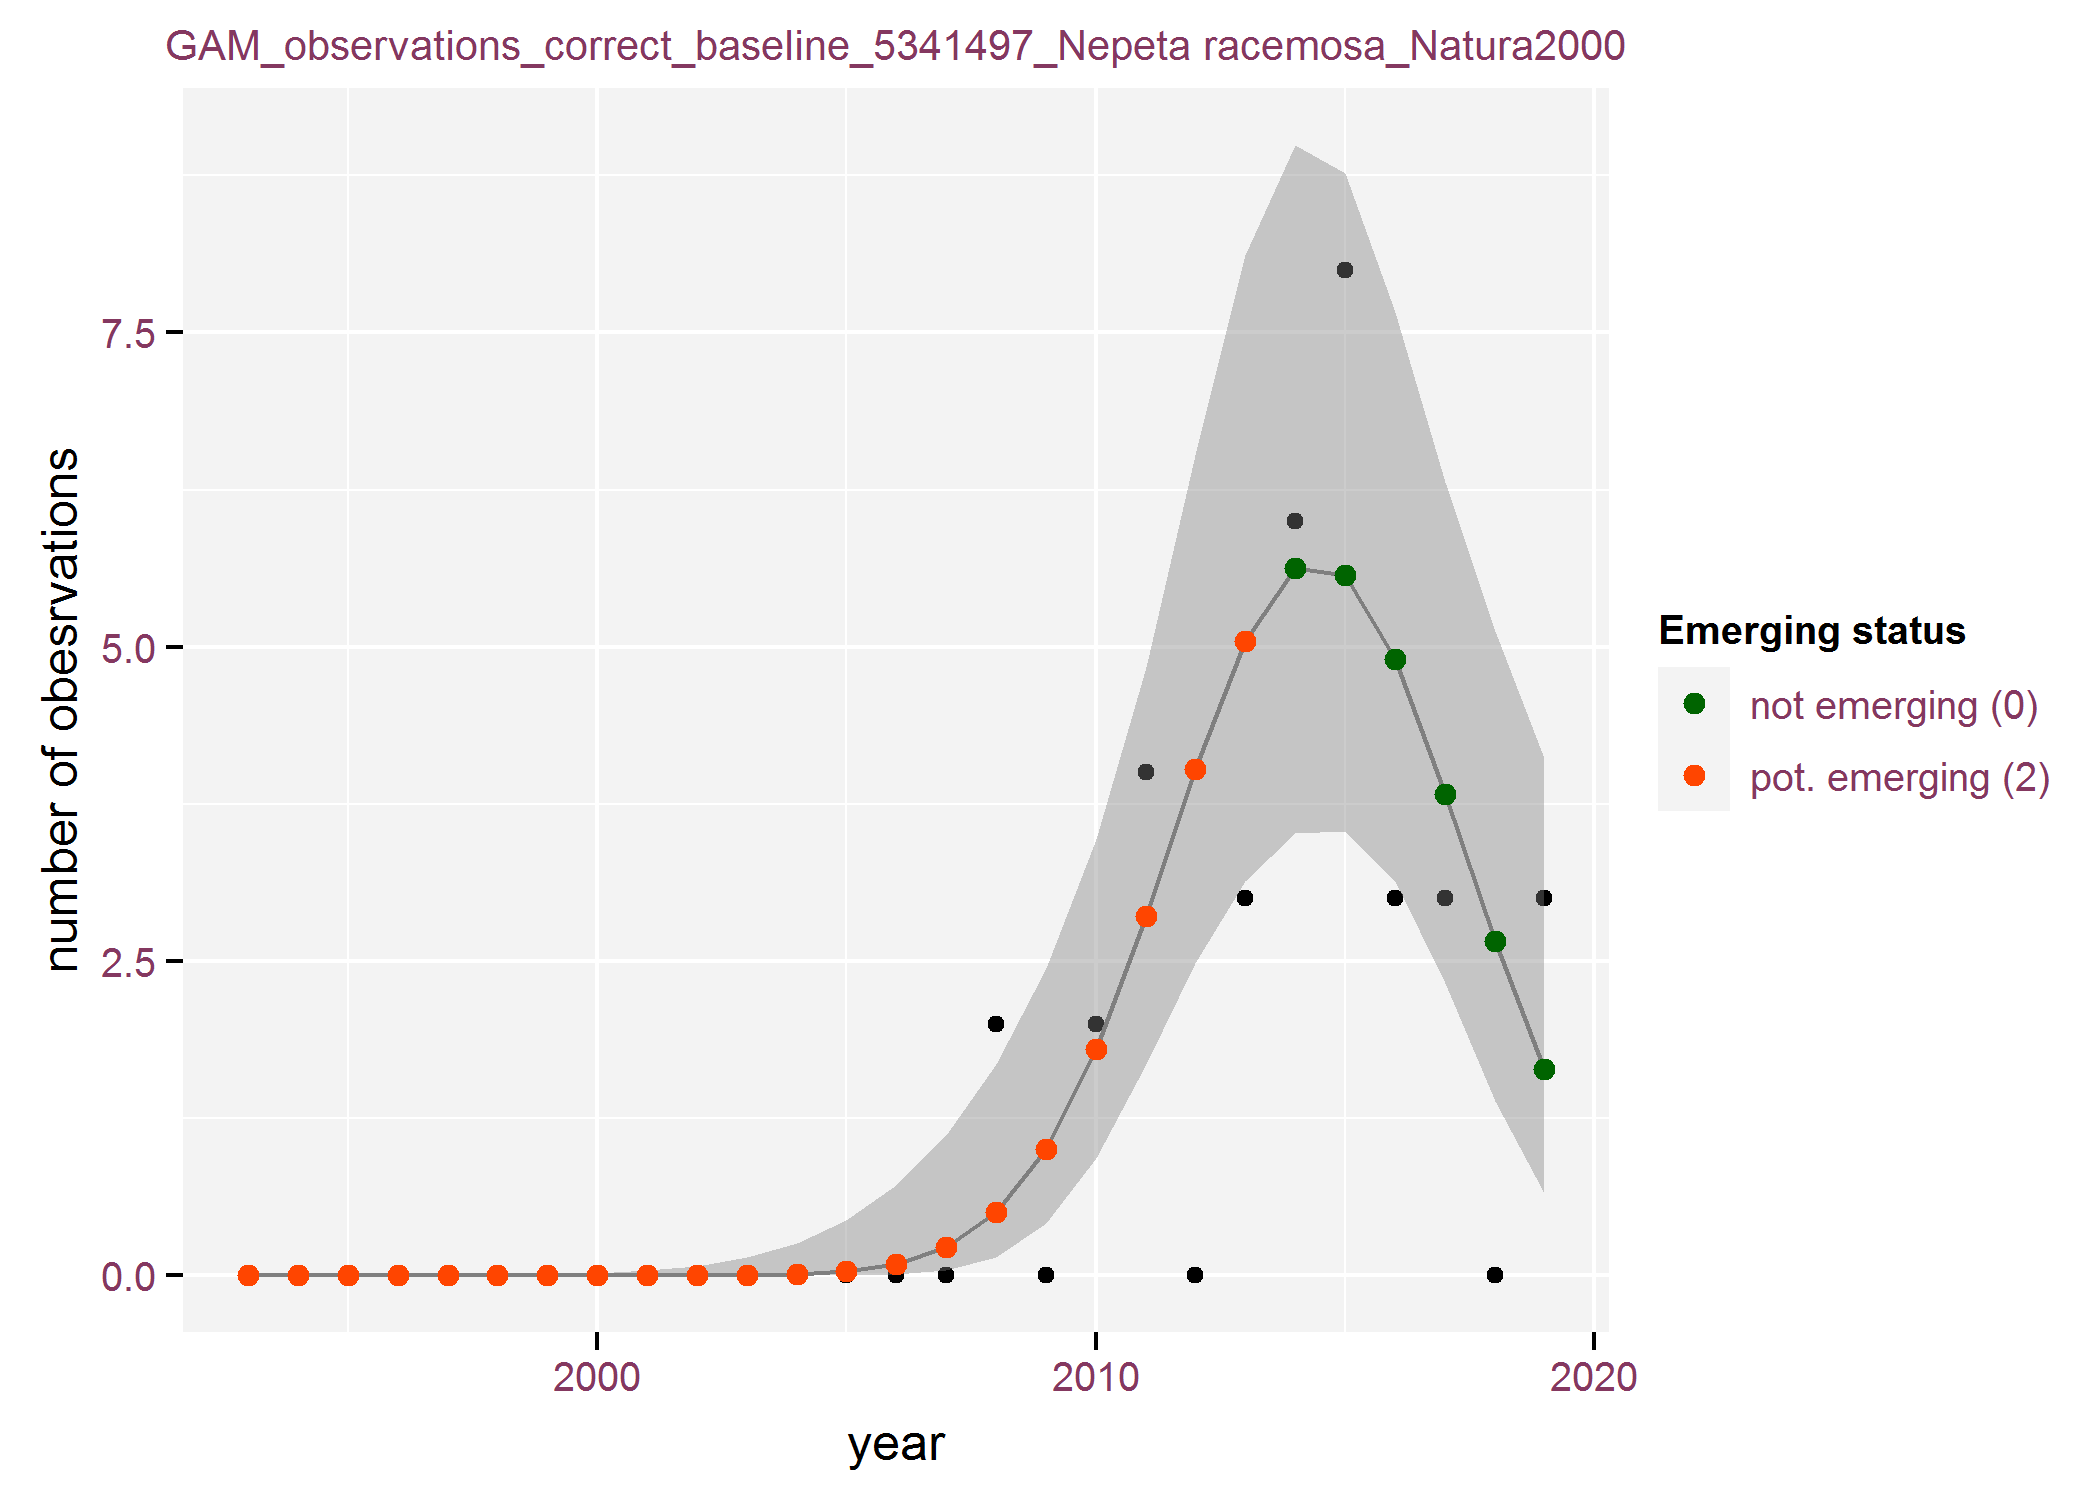 GAM_observations_correct_baseline_5341497_Nepeta racemosa_Natura2000
number of obesrvations
7.5
5.0
2.5
0.0
2000
2010
2020
year
Emerging status
not emerging (0)
pot. emerging (2)